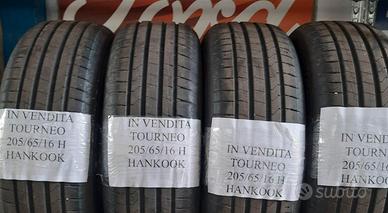 Ford
IN VENDITA
TOURNEO
205/65/16 H
HANKOOK
IN VENDITA
TOURNEO
205/65/16 H
HANKOOK
IN VENDITA
TOURNEO
205/65/16 H
HANKOOK
IN VENDITA
TOURNEO
205/65/16
HANKOOK
subito